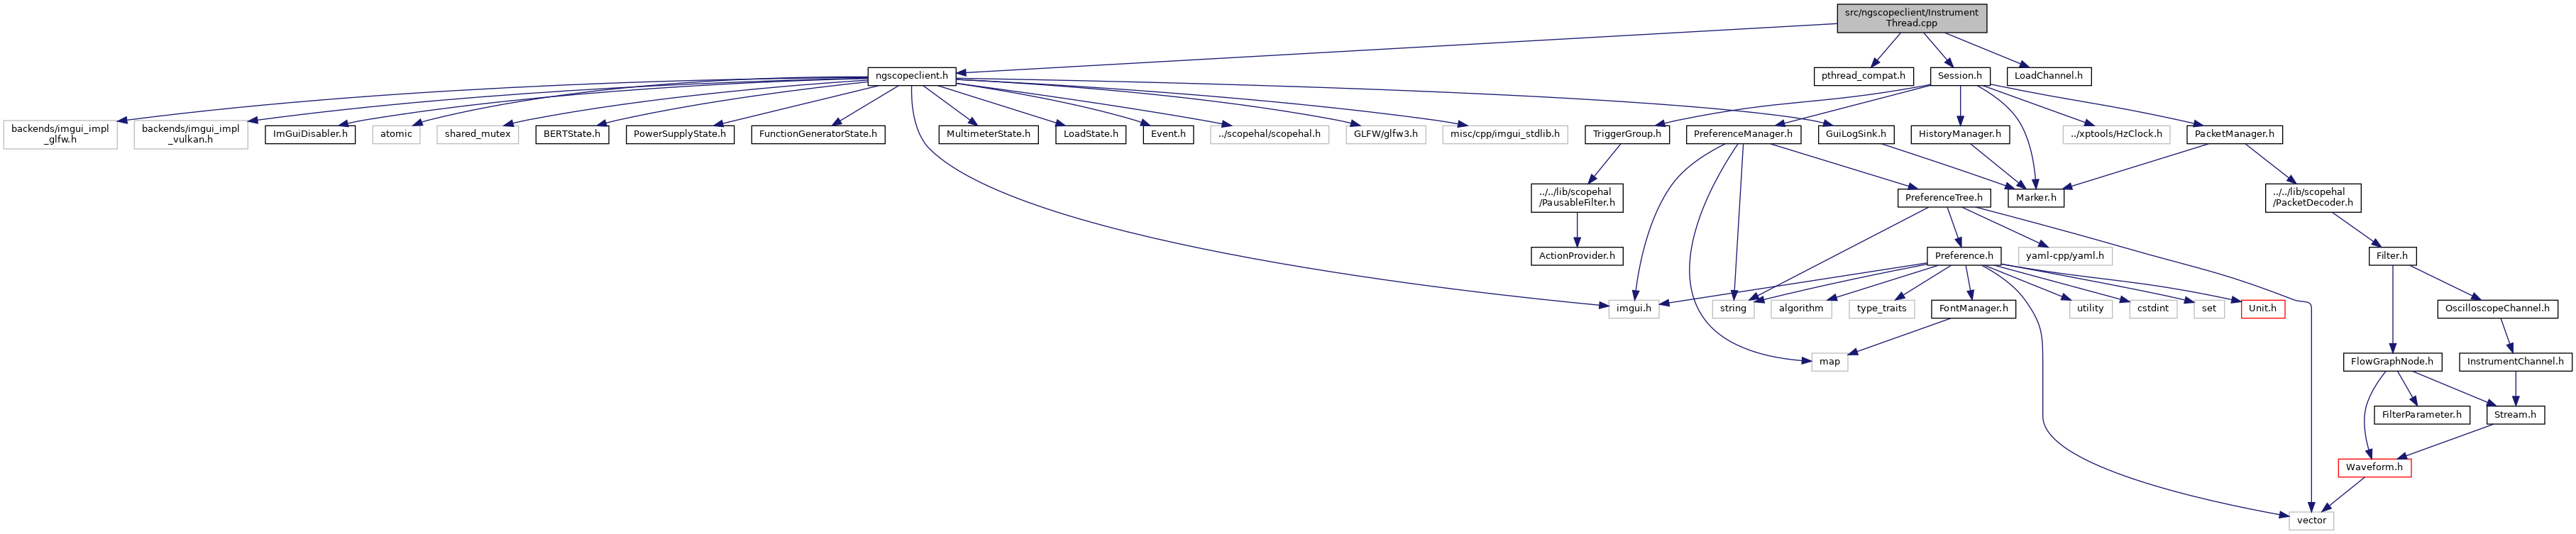 src/ngscopeclient/Instrument
Thread.cpp
ngscopeclient.h
pthread_compat.h
Session.h
LoadChannel.h
backends/imgui_impl
_glfw.h
backends/imgui_impl
_vulkan.h
ImGuiDisabler.h
atomic
shared_mutex
BERTState.h
PowerSupplyState.h
FunctionGeneratorState.h
MultimeterState.h
LoadState.h
Event.h
../scopehal/scopehal.h
GLFW/glfw3.h
misc/cpp/imgui_stdlib.h
TriggerGroup.h
PreferenceManager.h
GuiLogSink.h
HistoryManager.h
../xptools/HzClock.h
PacketManager.h
../../lib/scopehal
/PausableFilter.h
PreferenceTree.h
Marker.h
../../lib/scopehal
/PacketDecoder.h
ActionProvider.h
Preference.h
yaml-cpp/yaml.h
Filter.h
imgui.h
string
algorithm
type_traits
FontManager.h
utility
cstdint
set
Unit.h
OscilloscopeChannel.h
map
FlowGraphNode.h
InstrumentChannel.h
FilterParameter.h
Stream.h
Waveform.h
vector